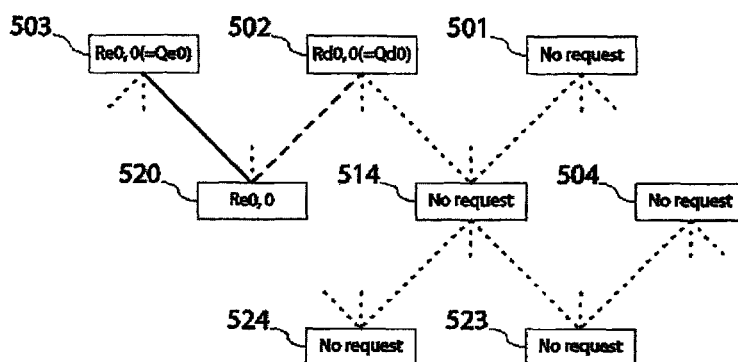 503 502 501
Re0, 0(=Qe0) Rd0, 0(=Qd0) No request
520 514 504
Re0, 0 No request No request
524 523
No request No request